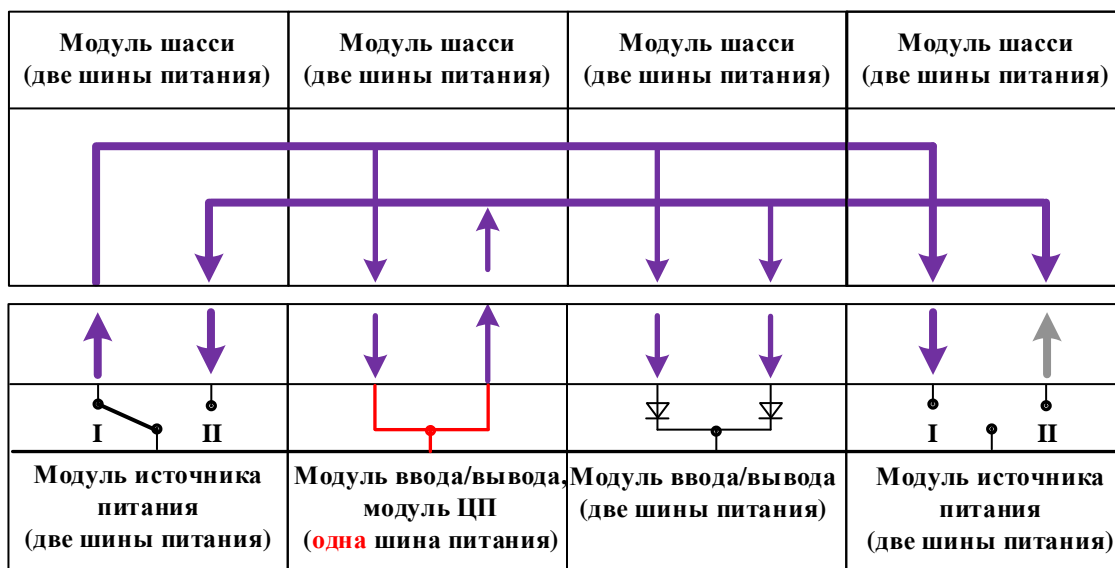 Модуль шасси
(две шины питания)
Модуль шасси
(две шины питания)
Модуль шасси
(две шины питания)
Модуль шасси
(две шины питания)
I
II
I
II
Модуль источника
питания
(две шины питания)
Модуль ввода/вывода,
модуль ЦП
(одна шина питания)
Модуль ввода/вывода
(две шины питания)
Модуль источника
питания
(две шины питания)